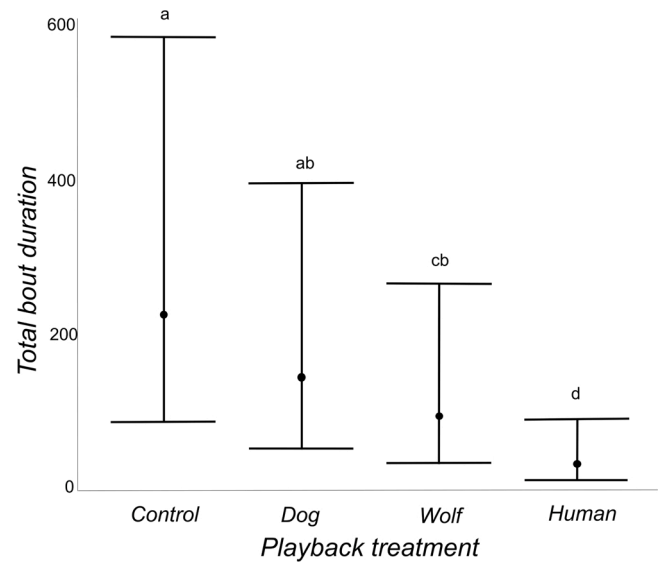 600
400
200
0
Total bout duration
a
ab
cb
d
Control Dog Wolf Human
Playback treatment